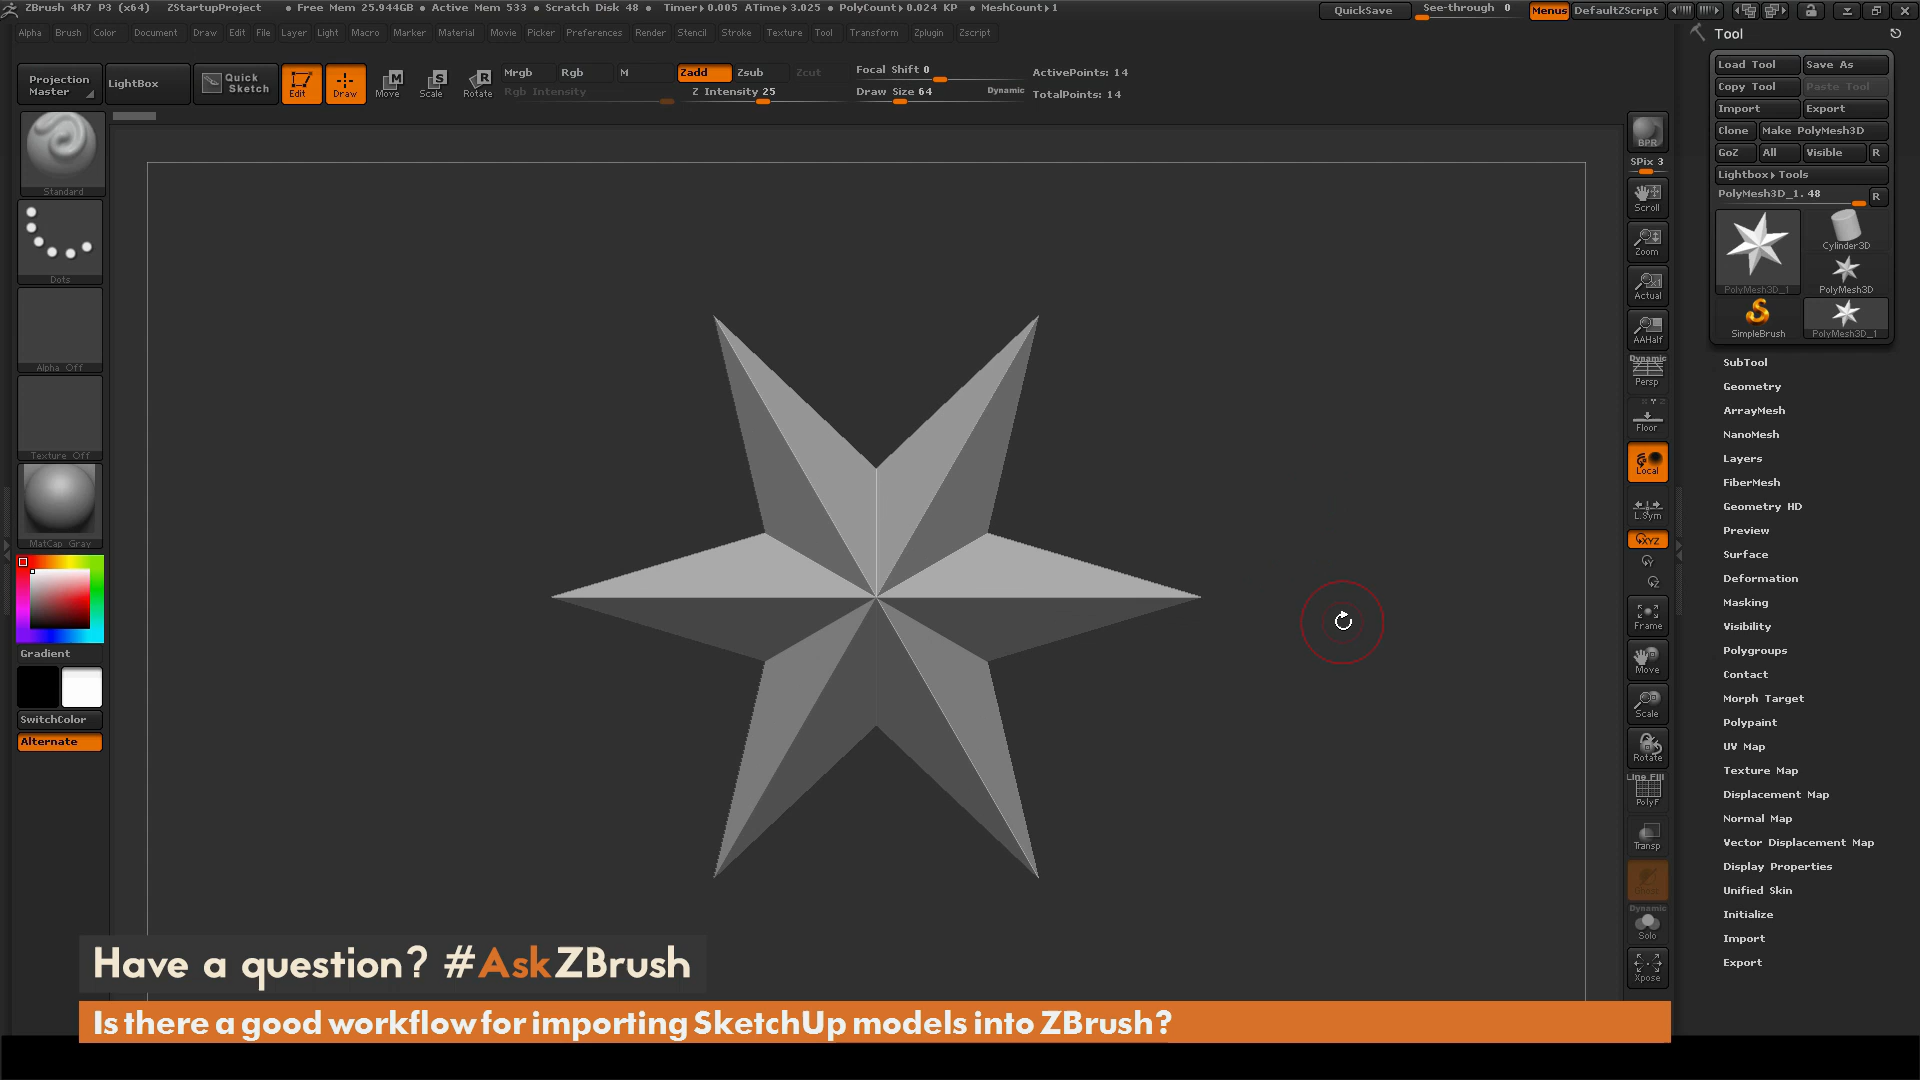 ZBrush 4R7 P3 (x64) ZStartupProject • Free Mem 25.944GB • Active Mem 533 • Scratch Disk 48 • Timer▸0.005 ATime▸3.025 • PolyCount▸0.024 KP • MeshCount▸1 QuickSave See-through 0 Menus DefaultZScript
Alpha Brush Color Document Draw Edit File Layer Light Macro Marker Material Movie Picker Preferences Render Stencil Stroke Texture Tool Transform Zplugin Zscript
Tool
Load Tool Save As
Copy Tool Paste Tool
Import Export
Clone Make PolyMesh3D
GoZ All Visible R
Lightbox▸Tools
PolyMesh3D_1. 48 R
PolyMesh3D_1
Cylinder3D
PolyMesh3D
SimpleBrush
PolyMesh3D_1
Projection Master
LightBox
Quick Sketch
Edit
Draw
Move
Scale
Rotate
Mrgb Rgb M Zadd Zsub Zcut
Rgb Intensity Z Intensity 25
Focal Shift 0
Draw Size 64 Dynamic
ActivePoints: 14
TotalPoints: 14
Standard
Dots
Alpha Off
Texture Off
MatCap Gray
Gradient
SwitchColor
Alternate
BPR
SPix 3
Scroll
Zoom
Actual
AAHalf
Dynamic
Persp
Floor
Local
L.Sym
XYZ
Y
Z
Frame
Move
Scale
Rotate
Line Fill
PolyF
Transp
Ghost
Dynamic
Solo
Xpose
SubTool
Geometry
ArrayMesh
NanoMesh
Layers
FiberMesh
Geometry HD
Preview
Surface
Deformation
Masking
Visibility
Polygroups
Contact
Morph Target
Polypaint
UV Map
Texture Map
Displacement Map
Normal Map
Vector Displacement Map
Display Properties
Unified Skin
Initialize
Import
Export
Have a question? #AskZBrush
Is there a good workflow for importing SketchUp models into ZBrush?